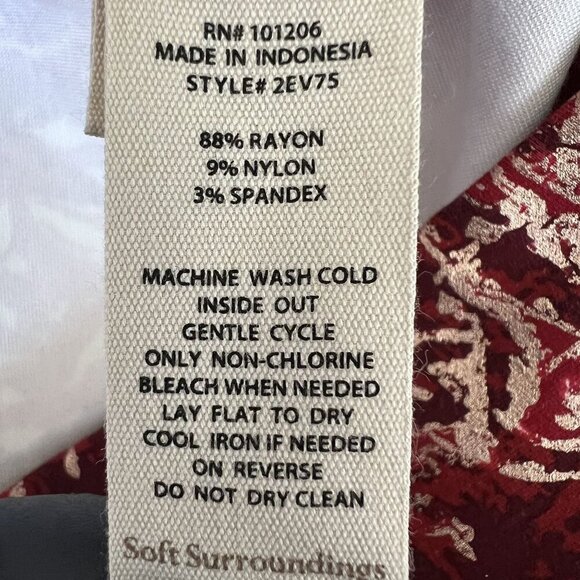 RN# 101206
MADE IN INDONESIA
STYLE# 2EV75
88% RAYON
9% NYLON
3% SPANDEX
MACHINE WASH COLD
INSIDE OUT
GENTLE CYCLE
ONLY NON-CHLORINE
BLEACH WHEN NEEDED
LAY FLAT TO DRY
COOL IRON IF NEEDED
ON REVERSE
DO NOT DRY CLEAN
Soft Surroundings